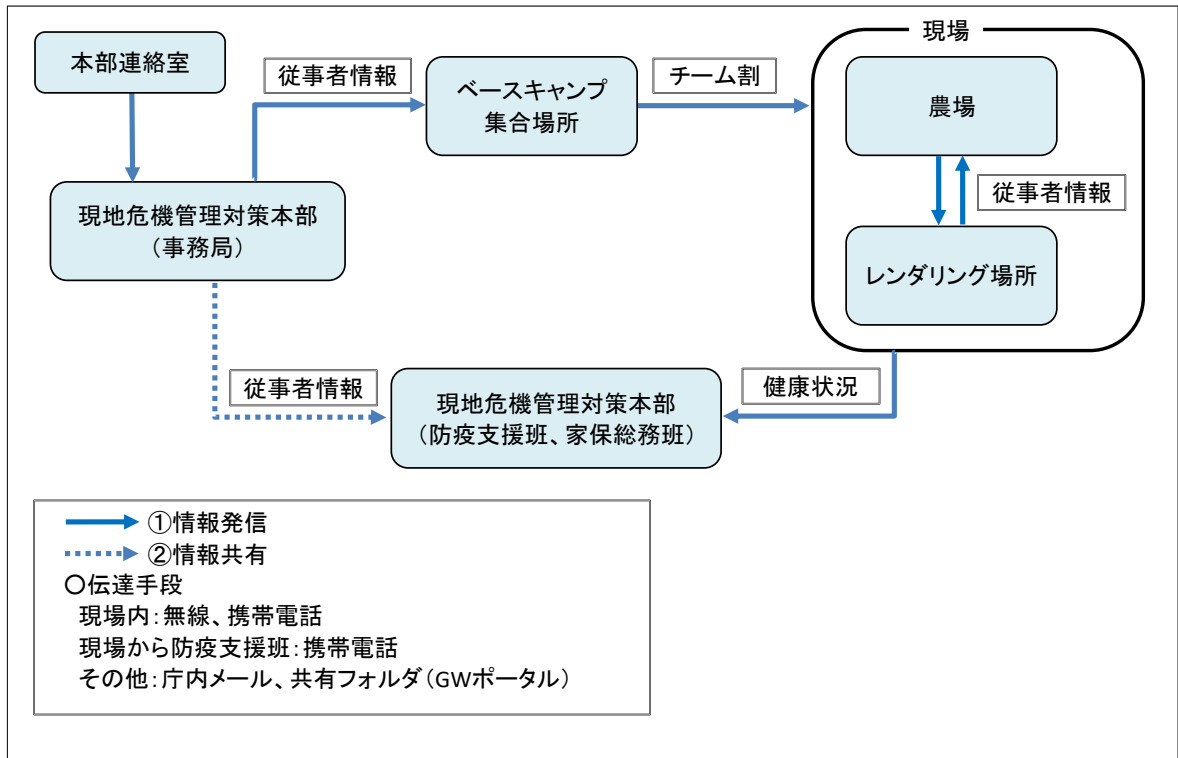 本部連絡室
従事者情報
ベースキャンプ
集合場所
チーム割
現場
農場
従事者情報
レンダリング場所
現地危機管理対策本部
（事務局）
従事者情報
現地危機管理対策本部
（防疫支援班、家保総務班）
健康状況
①情報発信
②情報共有
○伝達手段
現場内：無線、携帯電話
現場から防疫支援班：携帯電話
その他：庁内メール、共有フォルダ（GWポータル）